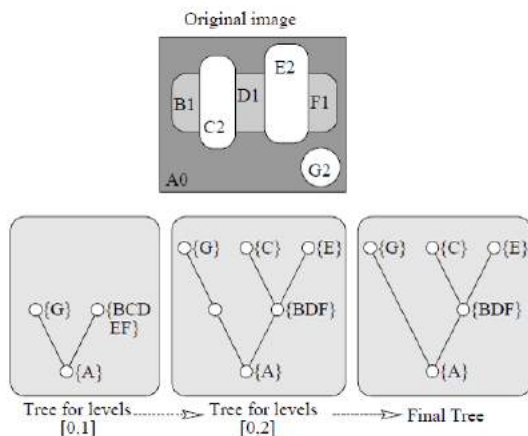 Original image
E2
B1
D1
F1
C2
G2
A0
{G}
{BCD
EF}
{A}
{G}
{C}
{E}
{BDF}
{A}
{G}
{C}
{E}
{BDF}
{A}
Tree for levels
[0,1]
Tree for levels
[0,2]
Final Tree